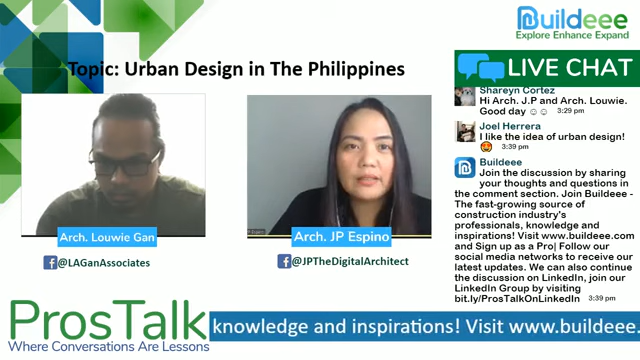 Buildeee
Explore Enhance Expand
Topic: Urban Design in The Philippines
LIVE CHAT
Shareyn Cortez
Hi Arch. J.P and Arch. Louwie.
Good day ☺☺ 3:29 pm
Joel Herrera
I like the idea of urban design!
😍 3:39 pm
Buildeee
Join the discussion by sharing
your thoughts and questions in
the comment section. Join Buildeee -
The fast-growing source of
construction industry's
professionals, knowledge and
inspirations! Visit www.buildeee.com
and Sign up as a Pro| Follow our
social media networks to receive our
latest updates. We can also continue
the discussion on LinkedIn, join our
LinkedIn Group by visiting
bit.ly/ProsTalkOnLinkedIn 3:39 pm
Arch. Louwie Gan
@LAGanAssociates
Arch. JP Espino
@JPTheDigitalArchitect
ProsTalk
Where Conversations Are Lessons
knowledge and inspirations! Visit www.buildeee.